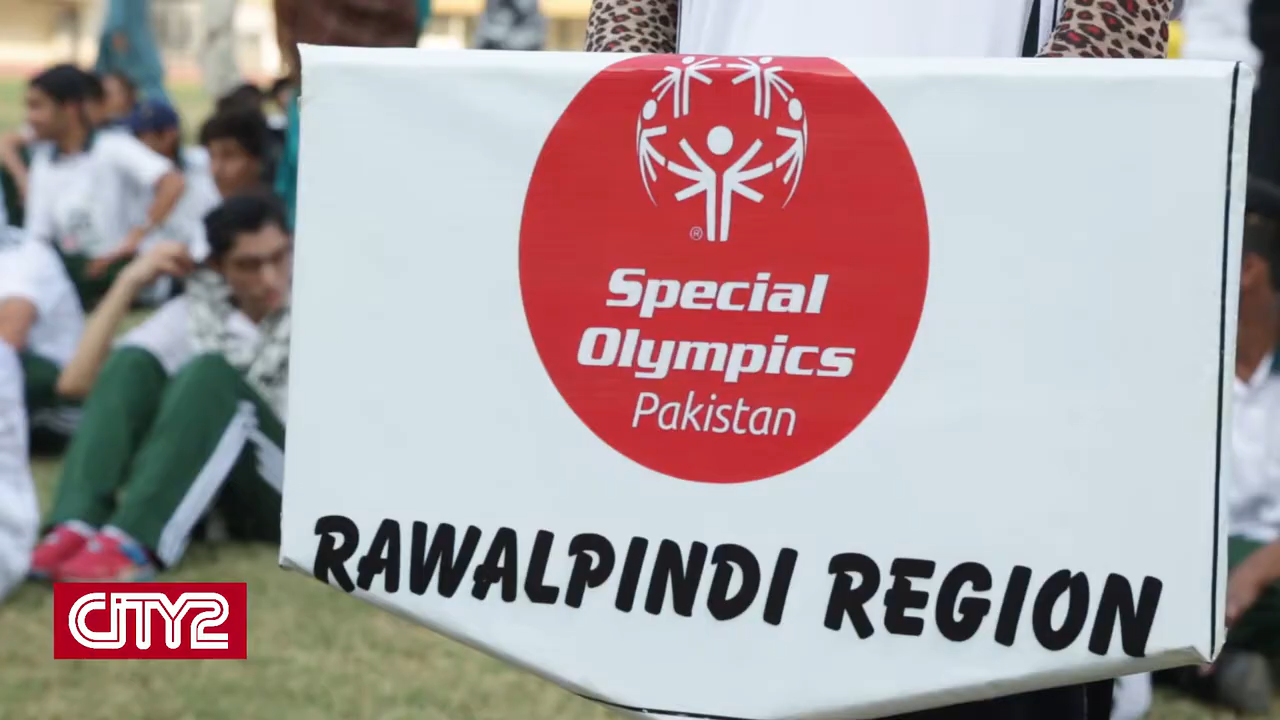 ®
Special
Olympics
Pakistan
RAWALPINDI REGION
CITY2